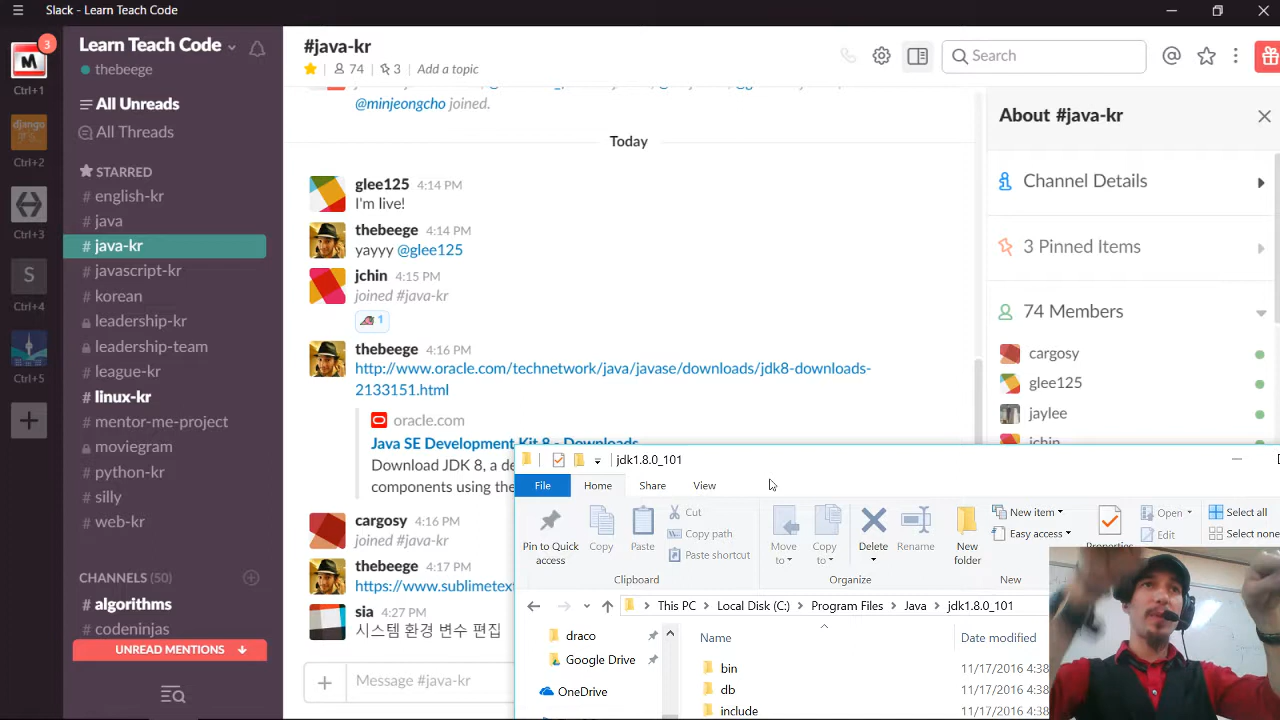 Slack - Learn Teach Code
3
M
Ctrl+1
django
Ctrl+2
Ctrl+3
S
Ctrl+4
Ctrl+5
Learn Teach Code
thebeege
All Unreads
All Threads
STARRED
# english-kr
# java
# java-kr
# javascript-kr
# korean
leadership-kr
leadership-team
# league-kr
# linux-kr
# mentor-me-project
moviegram
# python-kr
# silly
# web-kr
CHANNELS (50)
# algorithms
# codeninjas
UNREAD MENTIONS
#java-kr
74
3
Add a topic
Search
@minjeongcho joined.
Today
glee125 4:14 PM
I'm live!
thebeege 4:14 PM
yayyy @glee125
jchin 4:15 PM
joined #java-kr
1
thebeege 4:16 PM
http://www.oracle.com/technetwork/java/javase/downloads/jdk8-downloads-
2133151.html
oracle.com
Java SE Development Kit 8 - Downloads
Download JDK 8, a de
components using the
cargosy 4:16 PM
joined #java-kr
thebeege 4:17 PM
https://www.sublimetext
sia 4:27 PM
시스템 환경 변수 편집
Message #java-kr
About #java-kr
Channel Details
3 Pinned Items
74 Members
cargosy
glee125
jaylee
jchin
jdk1.8.0_101
File Home Share View
Pin to Quick
access
Copy
Paste
Cut
Copy path
Paste shortcut
Clipboard
Move
to
Copy
to
Delete
Rename
Organize
New
folder
New item
Easy access
New
Properties
Open
Edit
Select all
Select none
This PC > Local Disk (C:) > Program Files > Java > jdk1.8.0_101
draco
Google Drive
OneDrive
Name
Date modified
bin
11/17/2016 4:38
db
11/17/2016 4:38
include
11/17/2016 4:38